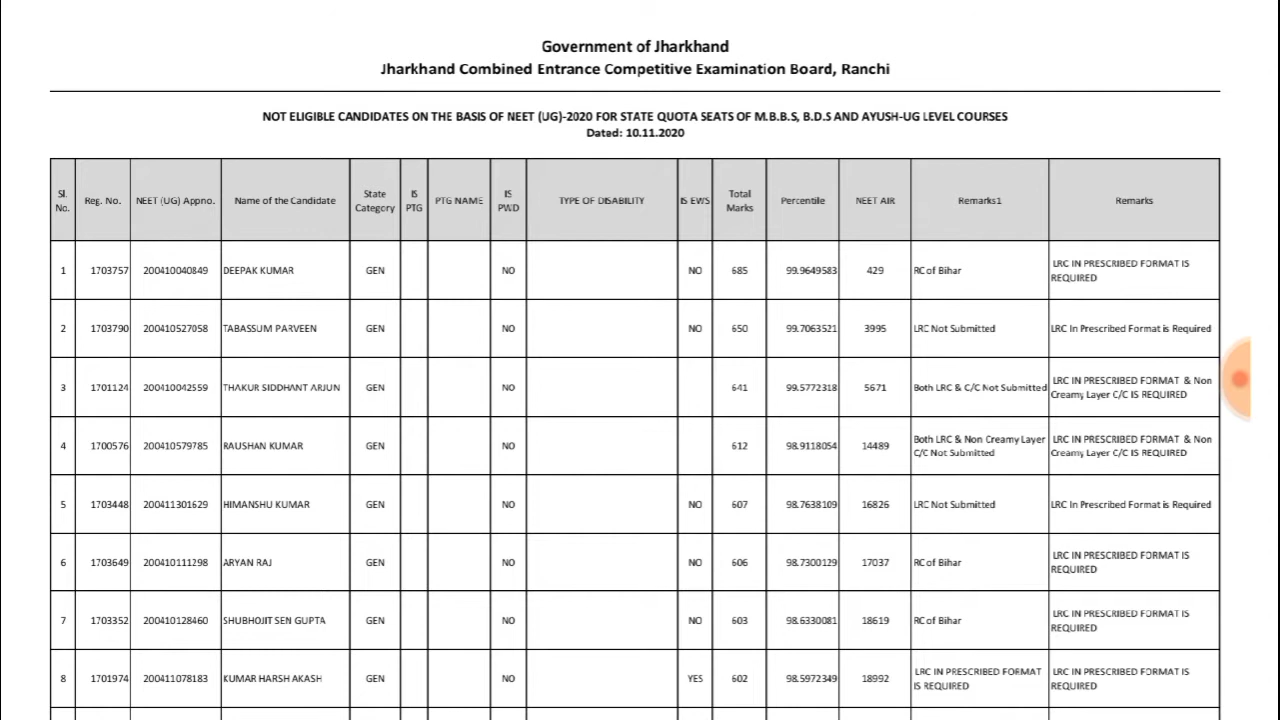 Government of Jharkhand
Jharkhand Combined Entrance Competitive Examination Board, Ranchi
NOT ELIGIBLE CANDIDATES ON THE BASIS OF NEET (UG)-2020 FOR STATE QUOTA SEATS OF M.B.B.S, B.D.S AND AYUSH-UG LEVEL COURSES
Dated: 10.11.2020
Sl. No. Reg. No. NEET (UG) Appno. Name of the Candidate State Category IS PTG PTG NAME IS PWD TYPE OF DISABILITY IS EWS Total Marks Percentile NEET AIR Remarks1 Remarks
1 1703757 200410040849 DEEPAK KUMAR GEN NO NO 685 99.9649583 429 RC of Bihar LRC IN PRESCRIBED FORMAT IS REQUIRED
2 1703790 200410527058 TABASSUM PARVEEN GEN NO NO 650 99.7063521 3995 LRC Not Submitted LRC In Prescribed Format is Required
3 1701124 200410042559 THAKUR SIDDHANT ARJUN GEN NO 641 99.5772318 5671 Both LRC & C/C Not Submitted LRC IN PRESCRIBED FORMAT & Non Creamy Layer C/C IS REQUIRED
4 1700576 200410579785 RAUSHAN KUMAR GEN NO 612 98.9118054 14489 Both LRC & Non Creamy Layer C/C Not Submitted LRC IN PRESCRIBED FORMAT & Non Creamy Layer C/C IS REQUIRED
5 1703448 200411301629 HIMANSHU KUMAR GEN NO NO 607 98.7638109 16826 LRC Not Submitted LRC In Prescribed Format is Required
6 1703649 200410111298 ARYAN RAJ GEN NO NO 606 98.7300129 17037 RC of Bihar LRC IN PRESCRIBED FORMAT IS REQUIRED
7 1703352 200410128460 SHUBHOJIT SEN GUPTA GEN NO NO 603 98.6330081 18619 RC of Bihar LRC IN PRESCRIBED FORMAT IS REQUIRED
8 1701974 200411078183 KUMAR HARSH AKASH GEN NO YES 602 98.5972349 18992 LRC IN PRESCRIBED FORMAT IS REQUIRED LRC IN PRESCRIBED FORMAT IS REQUIRED